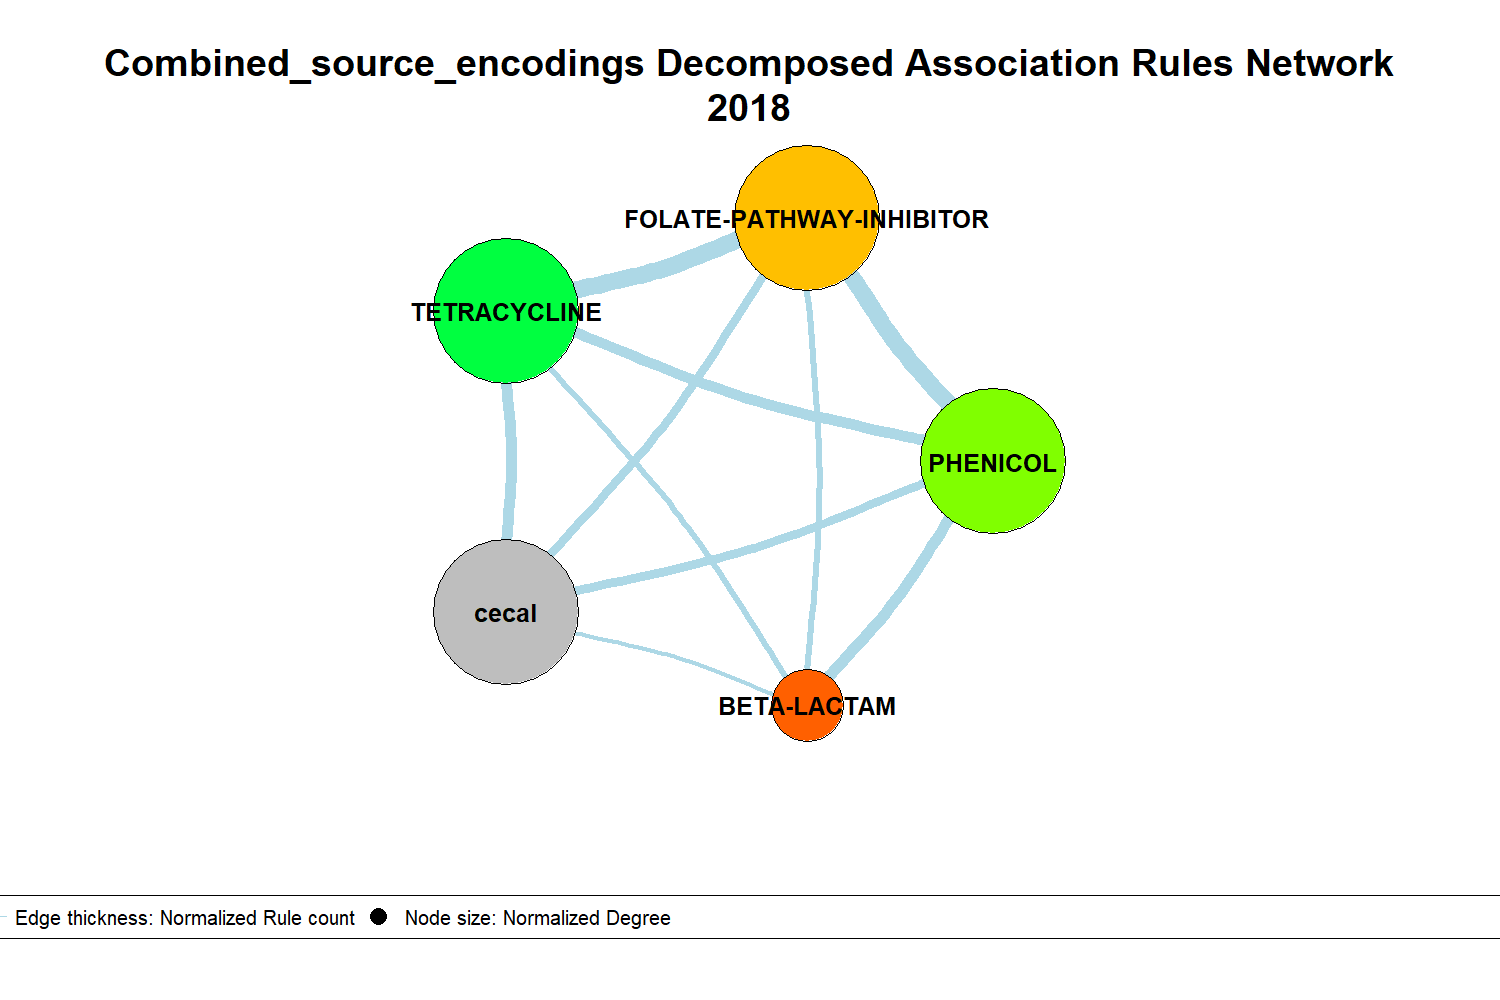 Combined_source_encodings Decomposed Association Rules Network
2018
FOLATE-PATHWAY-INHIBITOR
TETRACYCLINE
PHENICOL
cecal
BETA-LACTAM
Edge thickness: Normalized Rule count
Node size: Normalized Degree